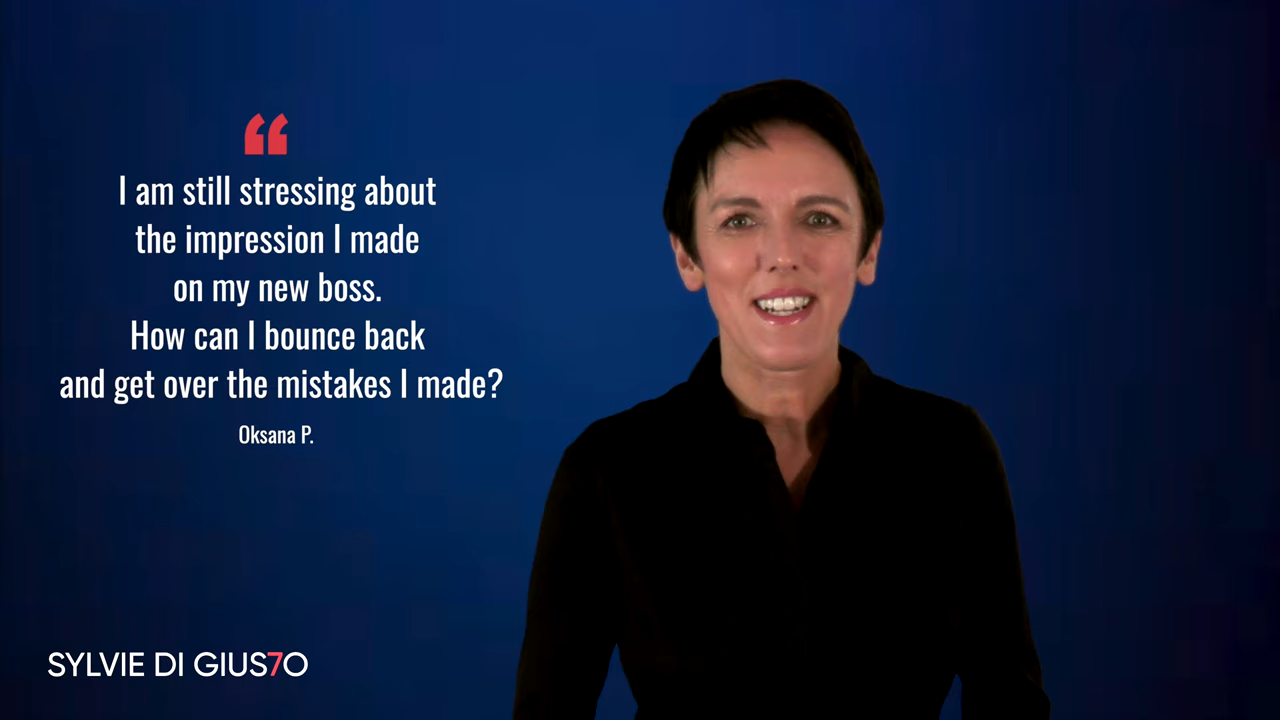 “
I am still stressing about
the impression I made
on my new boss.
How can I bounce back
and get over the mistakes I made?
Oksana P.
SYLVIE DI GIUS7O